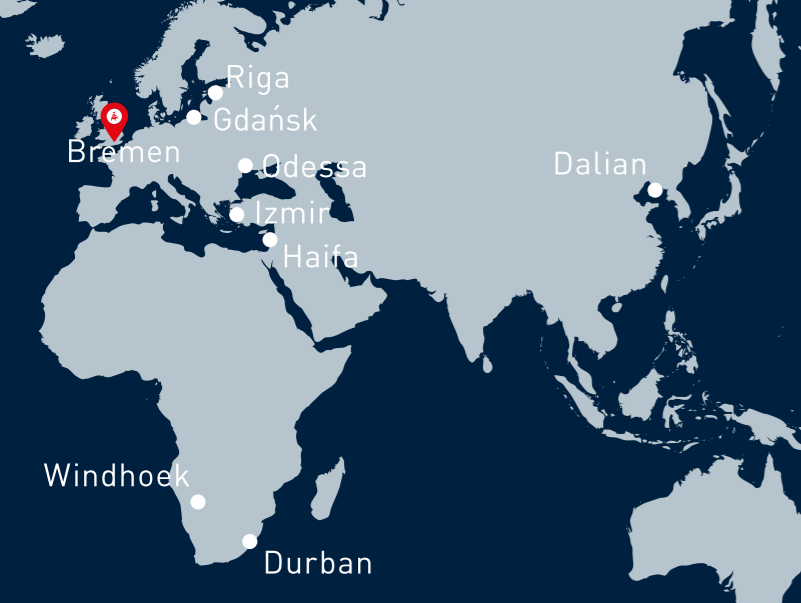 Riga
Gdańsk
Bremen
Odessa
Dalian
Izmir
Haifa
Windhoek
Durban